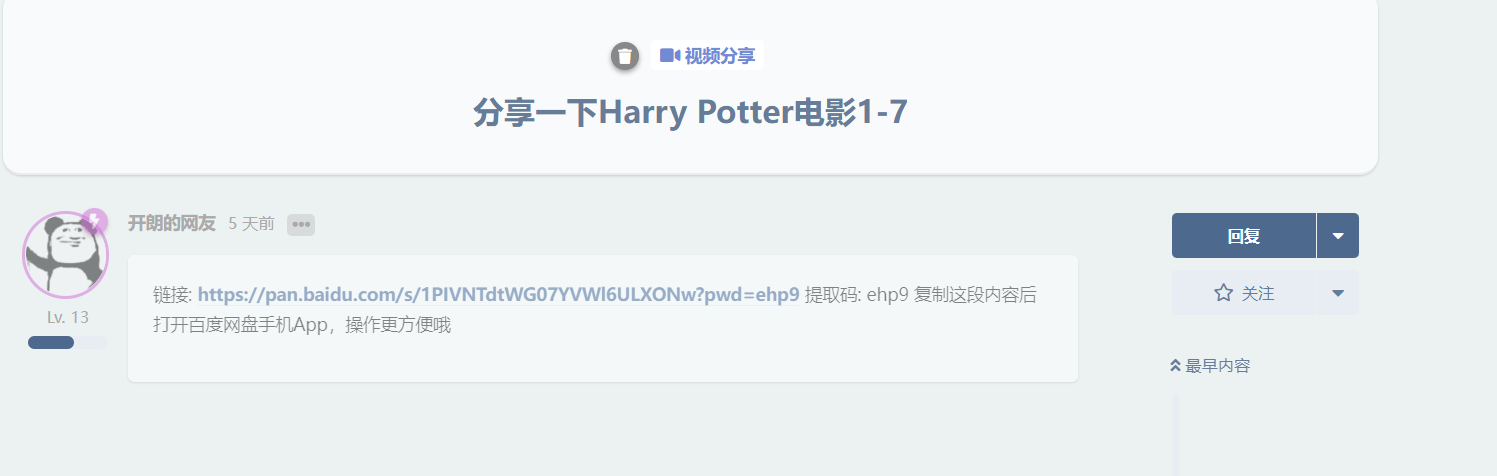 视频分享
分享一下Harry Potter电影1-7
开朗的网友 5 天前
链接: https://pan.baidu.com/s/1PIVNTdtWG07YVWl6ULXONw?pwd=ehp9 提取码: ehp9 复制这段内容后
打开百度网盘手机App，操作更方便哦
Lv. 13
回复
关注
最早内容